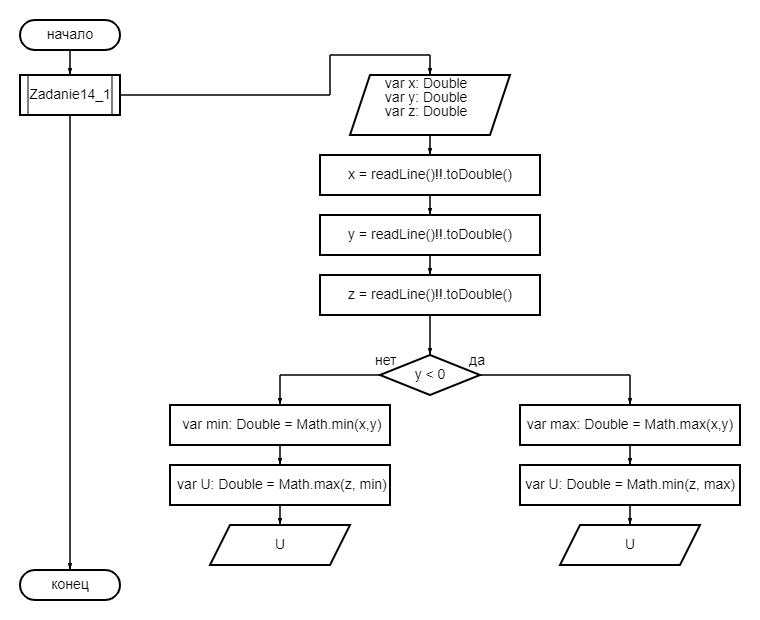 начало
Zadanie14_1
var x: Double
var y: Double
var z: Double
x = readLine()!!.toDouble()
y = readLine()!!.toDouble()
z = readLine()!!.toDouble()
нет
да
y < 0
var min: Double = Math.min(x,y)
var max: Double = Math.max(x,y)
var U: Double = Math.max(z, min)
var U: Double = Math.min(z, max)
U
U
конец